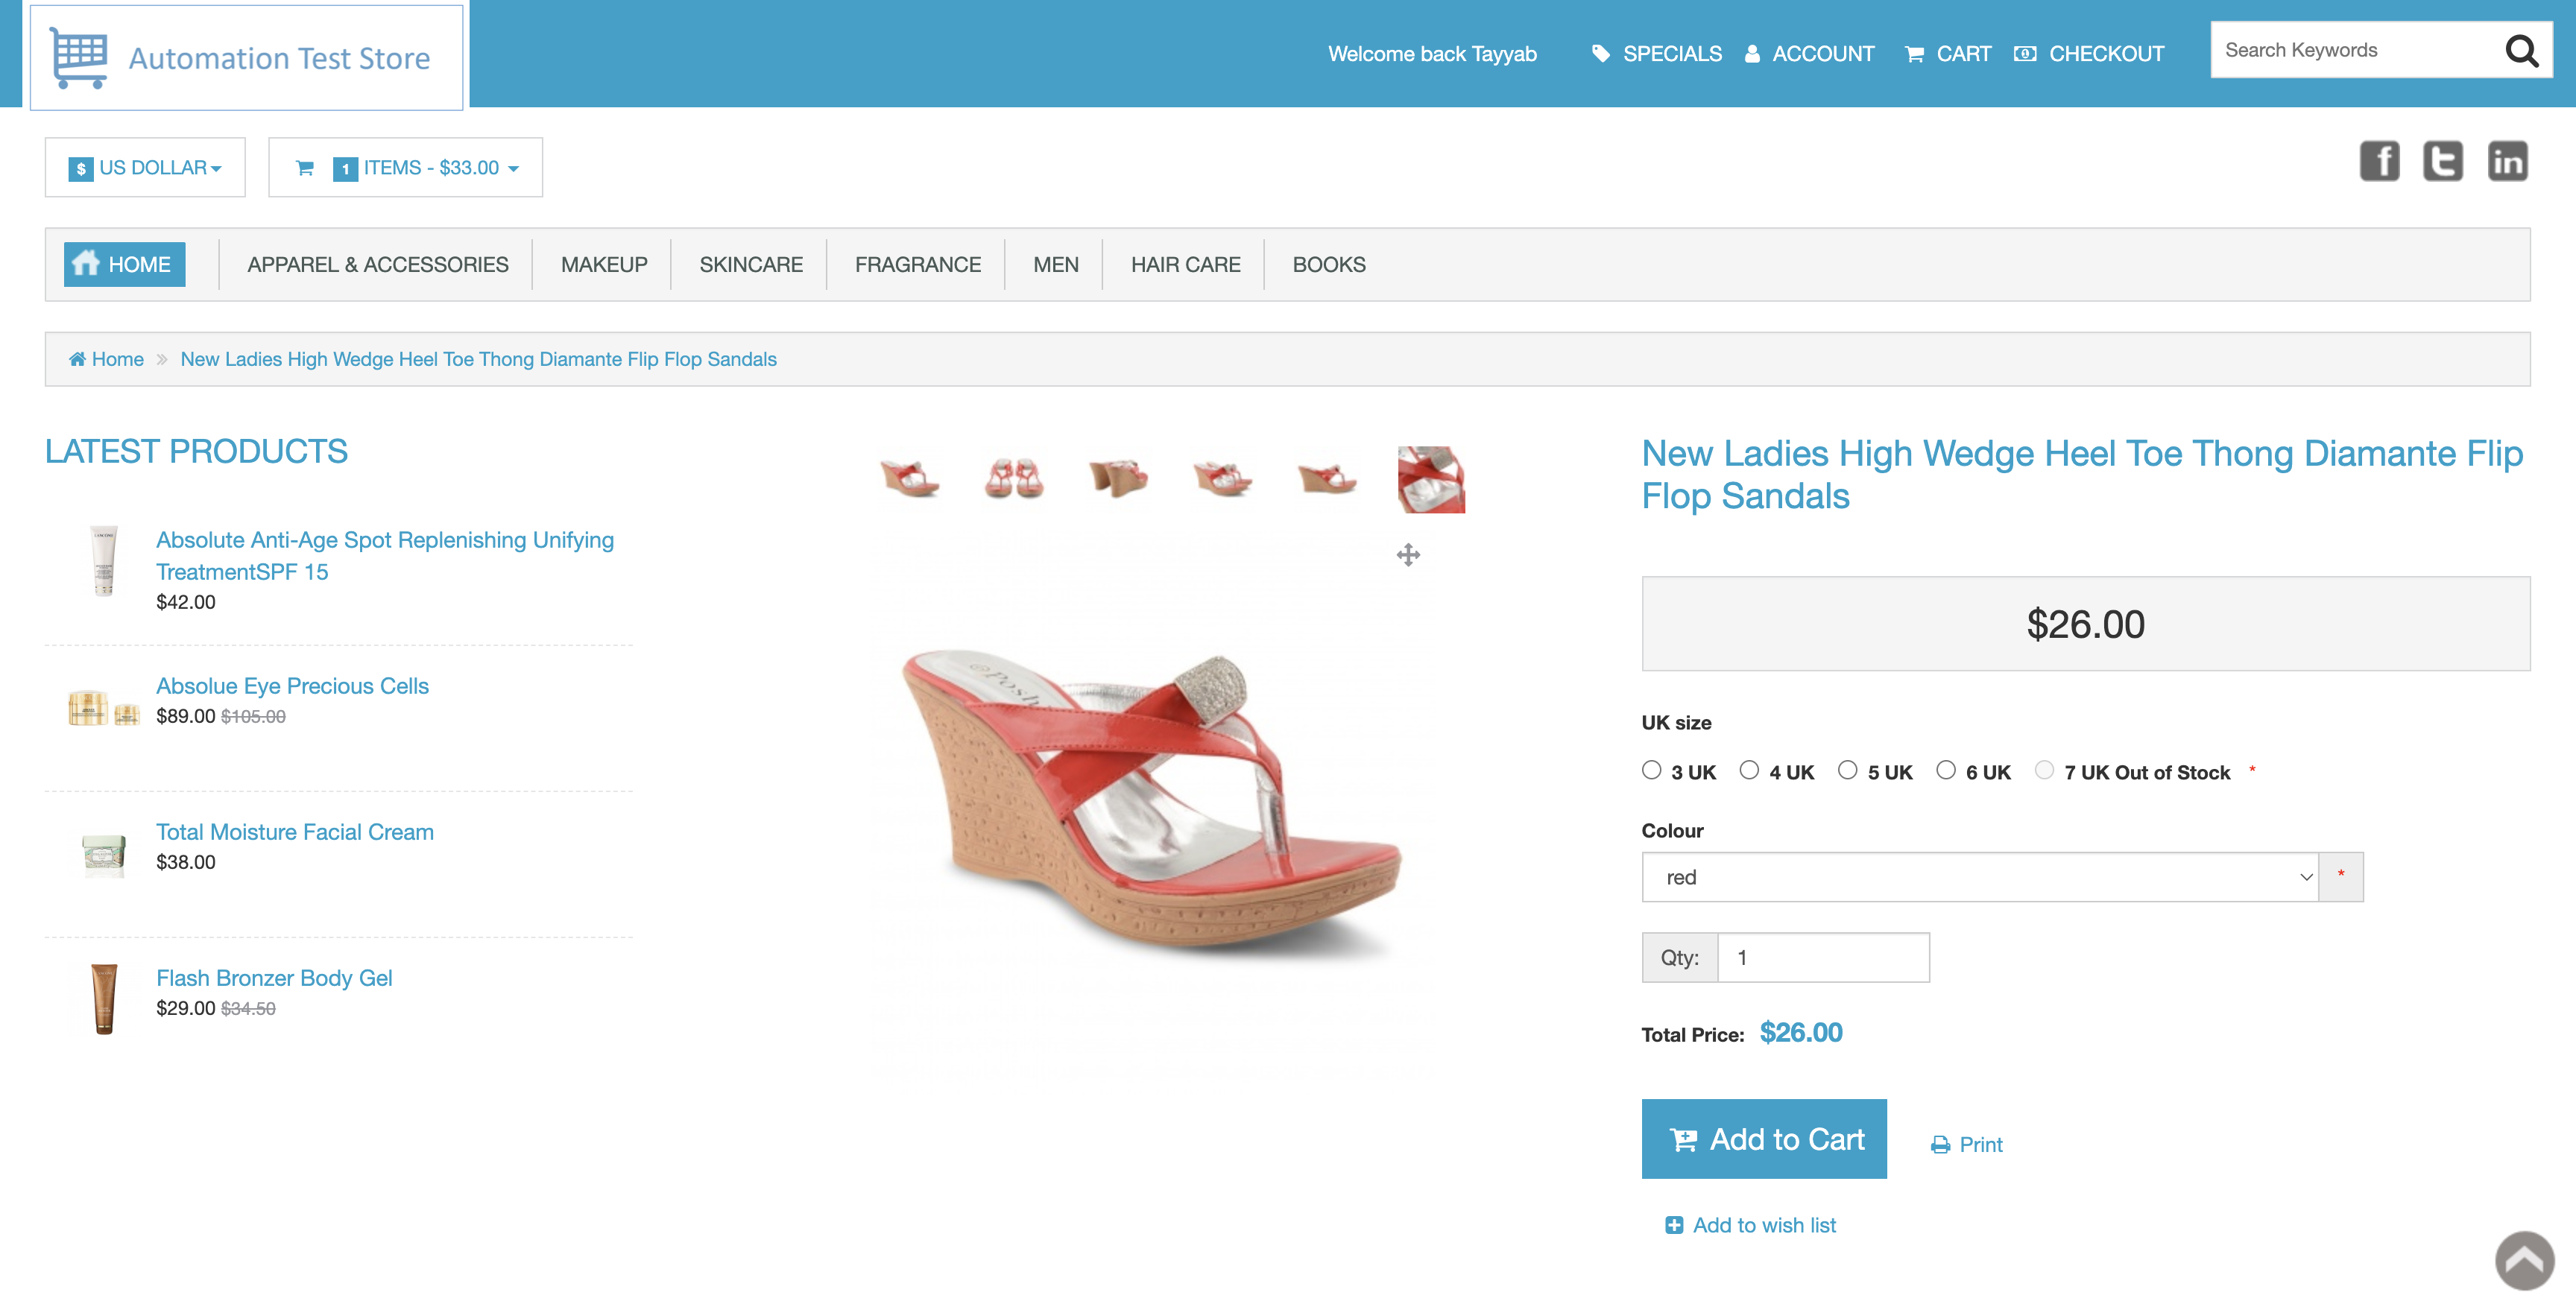 Automation Test Store
Welcome back Tayyab
SPECIALS
ACCOUNT
CART
CHECKOUT
Search Keywords
$ US DOLLAR
1 ITEMS - $33.00
HOME
APPAREL & ACCESSORIES
MAKEUP
SKINCARE
FRAGRANCE
MEN
HAIR CARE
BOOKS
Home » New Ladies High Wedge Heel Toe Thong Diamante Flip Flop Sandals
LATEST PRODUCTS
Absolute Anti-Age Spot Replenishing Unifying
TreatmentSPF 15
$42.00
Absolue Eye Precious Cells
$89.00 $105.00
Total Moisture Facial Cream
$38.00
Flash Bronzer Body Gel
$29.00 $34.50
New Ladies High Wedge Heel Toe Thong Diamante Flip
Flop Sandals
$26.00
UK size
3 UK 4 UK 5 UK 6 UK 7 UK Out of Stock *
Colour
red *
Qty: 1
Total Price: $26.00
Add to Cart
Print
Add to wish list